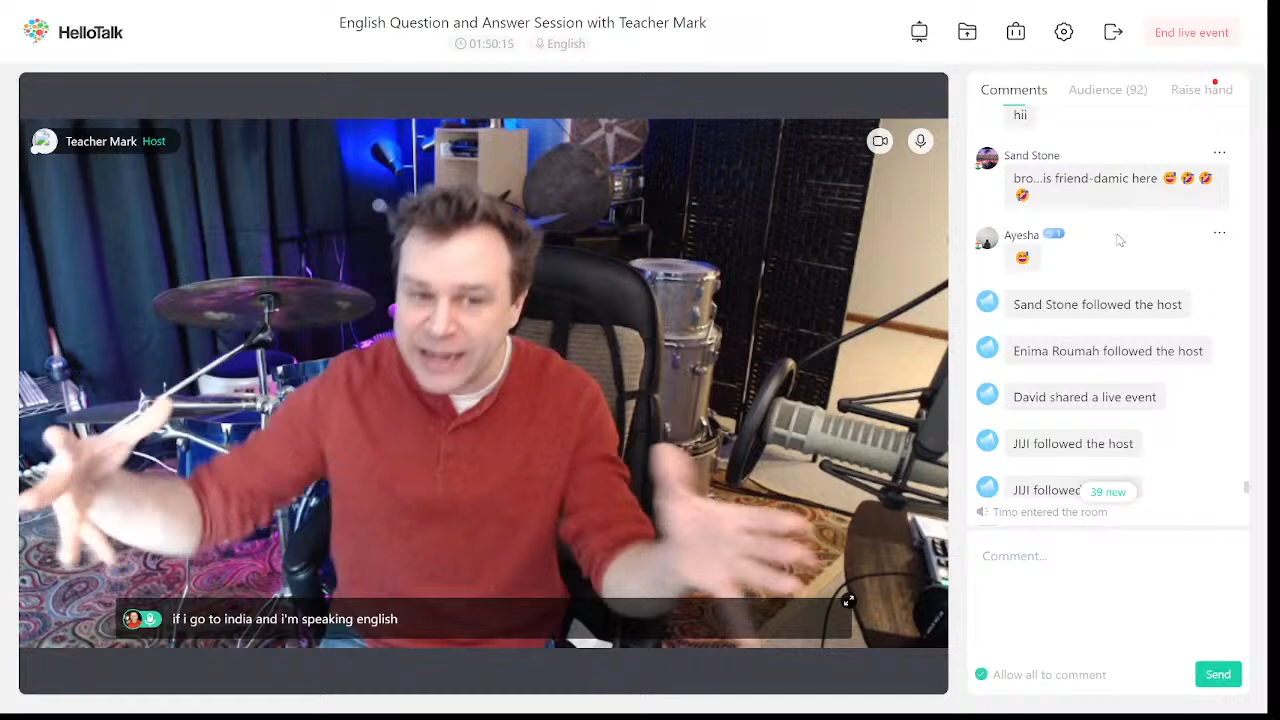 HelloTalk
English Question and Answer Session with Teacher Mark
01:50:15 English
End live event
Teacher Mark Host
if i go to india and i'm speaking english
Comments Audience (92) Raise hand
hii
Sand Stone
bro...is friend-damic here 😅 🤣 🤣
🤣
Ayesha 1
😅
Sand Stone followed the host
Enima Roumah followed the host
David shared a live event
JIJI followed the host
JIJI followed
39 new
Timo entered the room
Comment...
Allow all to comment
Send